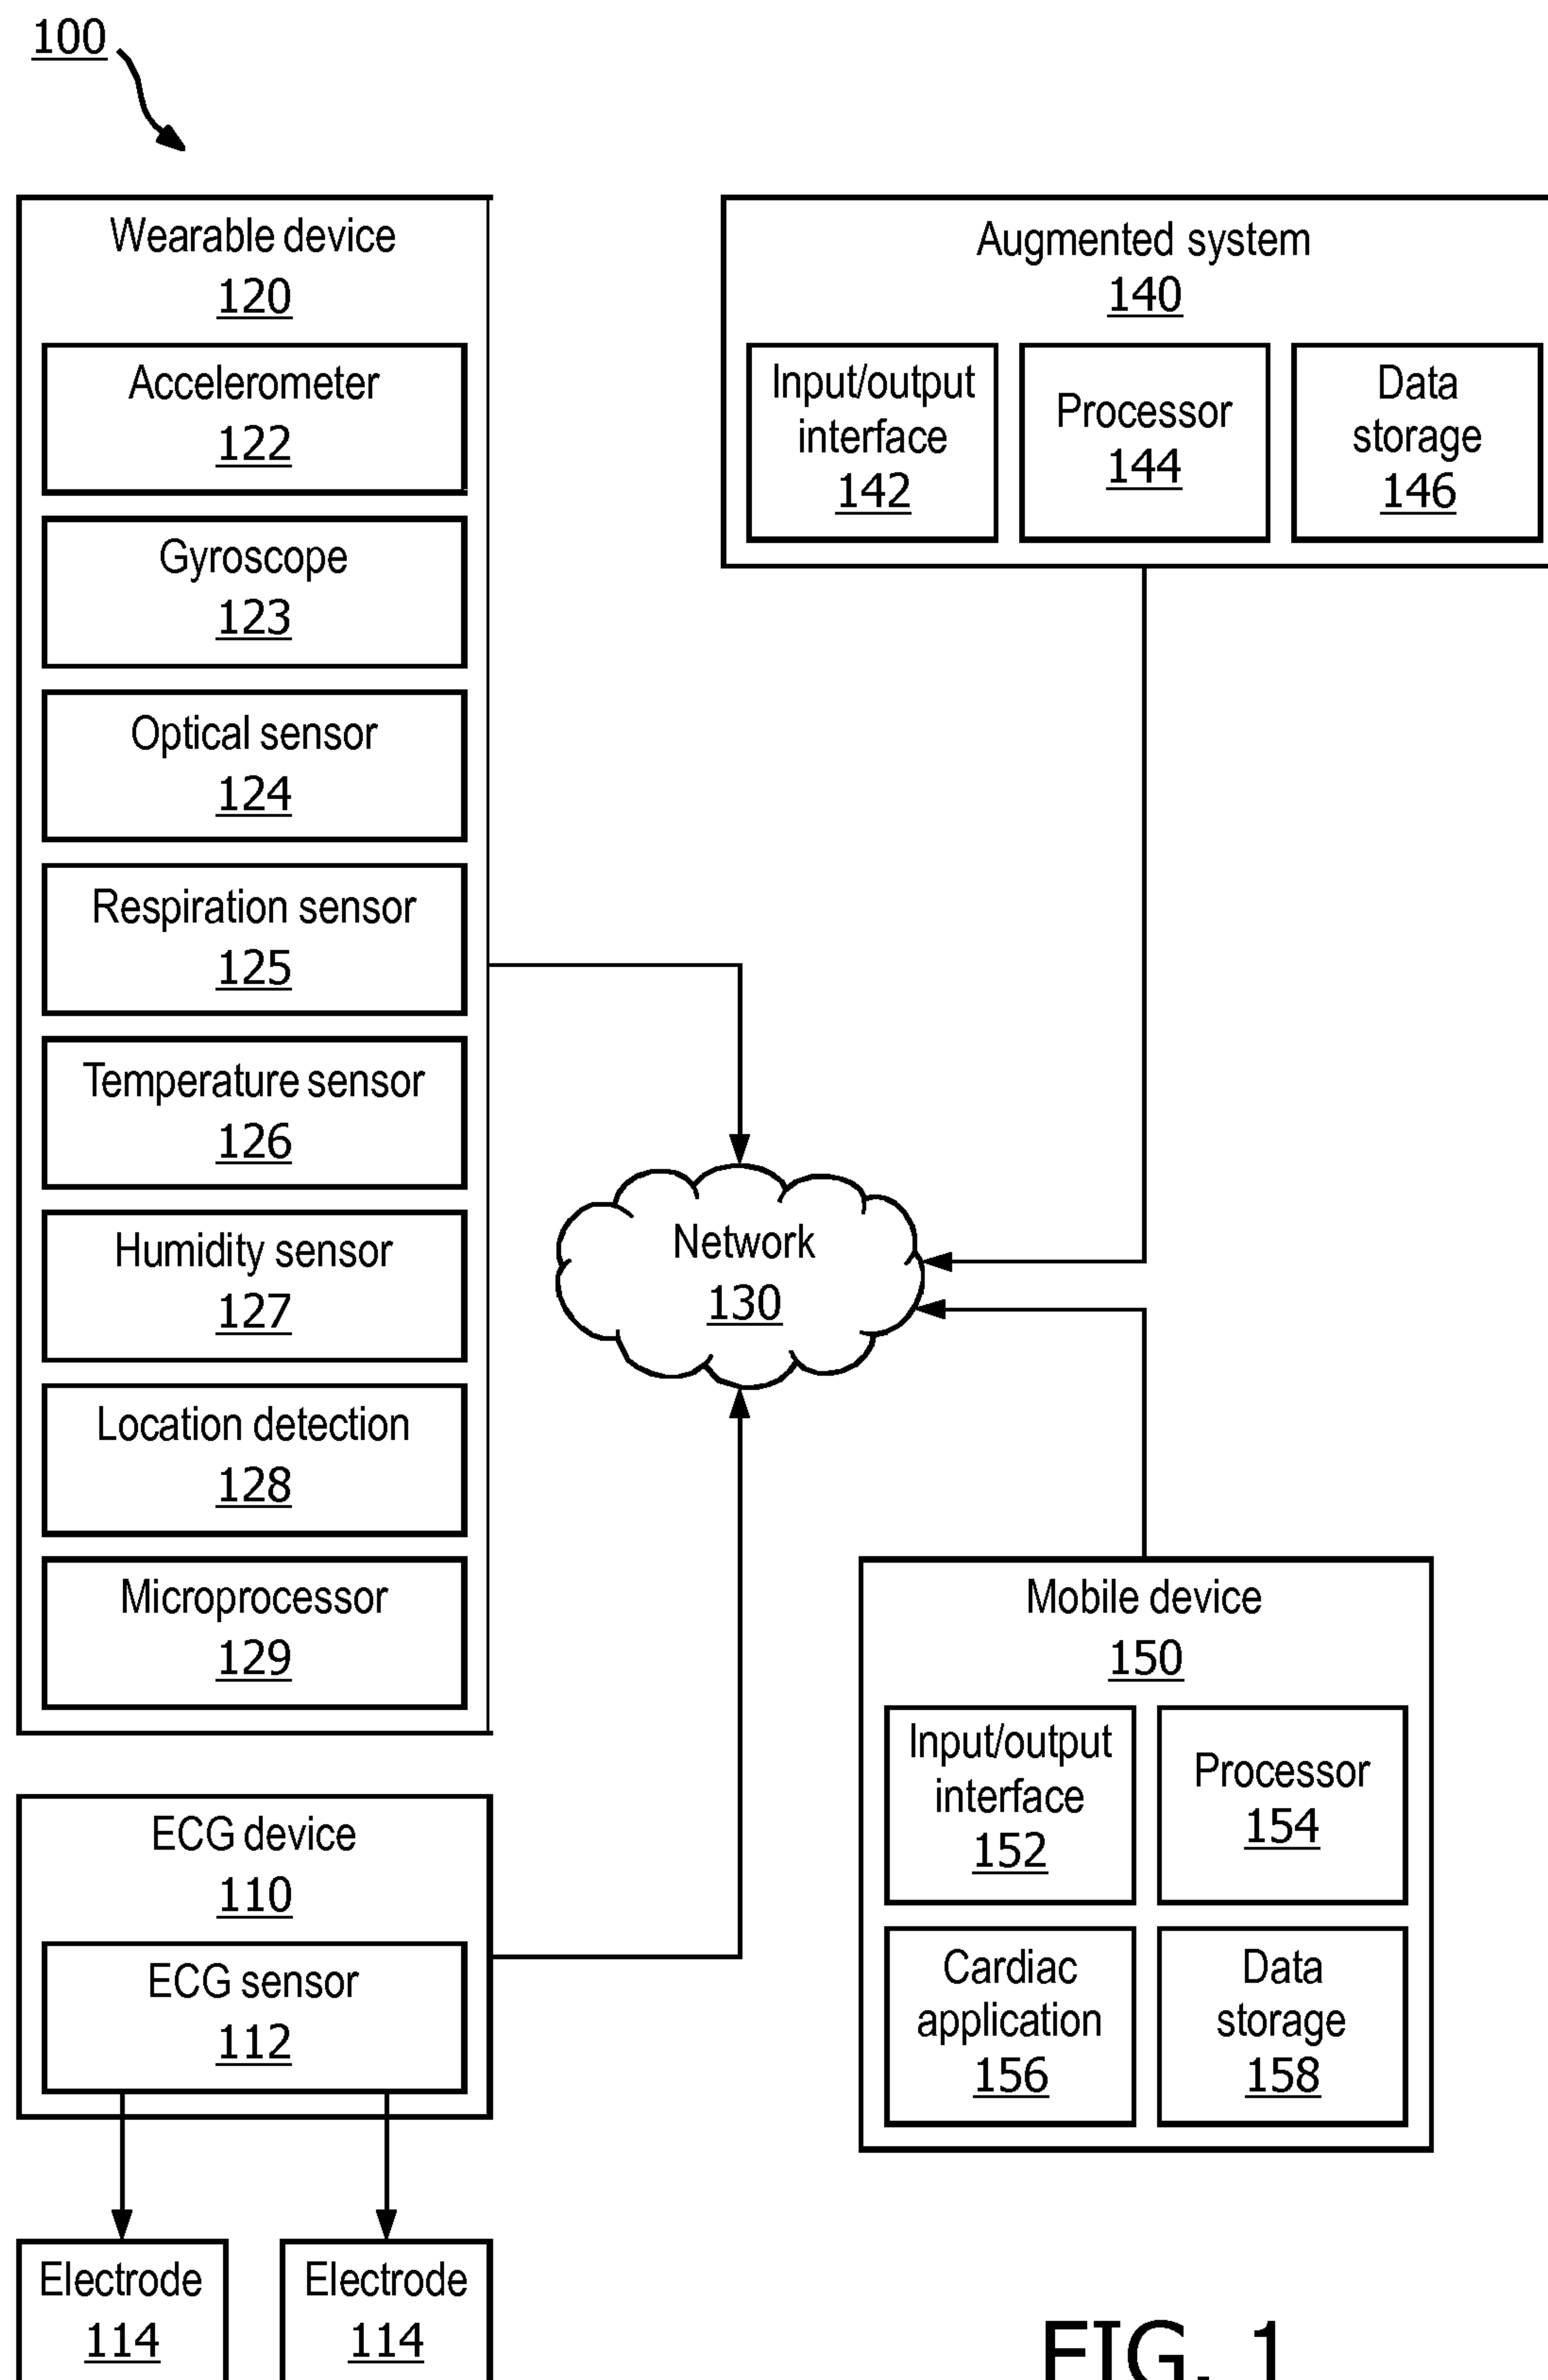 100
Wearable device
120
Accelerometer
122
Gyroscope
123
Optical sensor
124
Respiration sensor
125
Temperature sensor
126
Humidity sensor
127
Location detection
128
Microprocessor
129
Augmented system
140
Input/output
interface
142
Processor
144
Data
storage
146
Network
130
ECG device
110
ECG sensor
112
Electrode
114
Electrode
114
Mobile device
150
Input/output
interface
152
Processor
154
Cardiac
application
156
Data
storage
158
FIG. 1